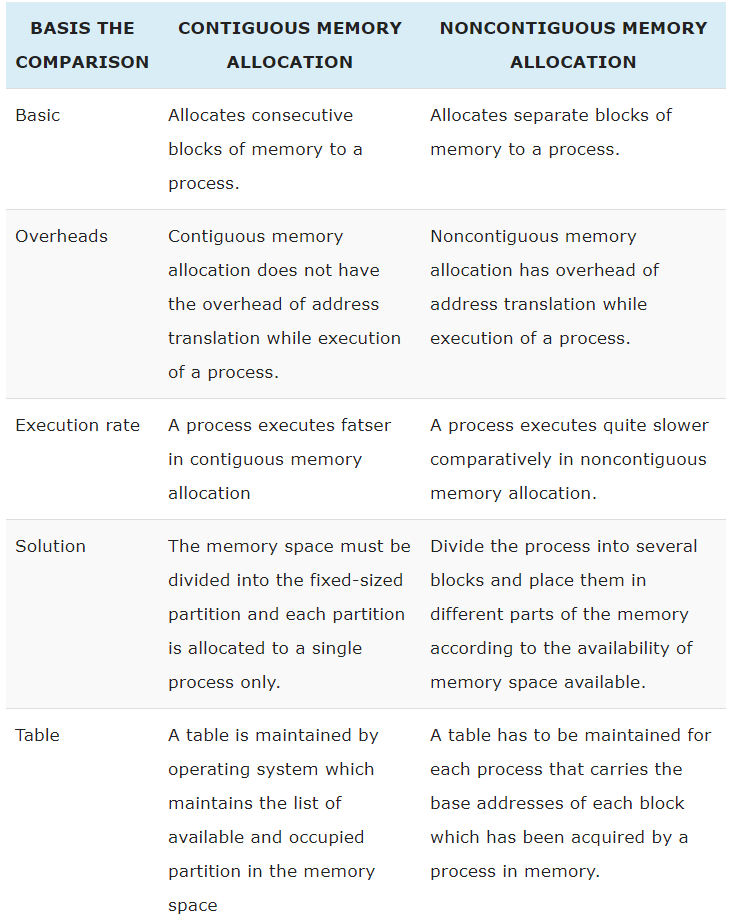 BASIS THE
COMPARISON
CONTIGUOUS MEMORY
ALLOCATION
NONCONTIGUOUS MEMORY
ALLOCATION
Basic
Allocates consecutive
blocks of memory to a
process.
Allocates separate blocks of
memory to a process.
Overheads
Contiguous memory
allocation does not have
the overhead of address
translation while execution
of a process.
Noncontiguous memory
allocation has overhead of
address translation while
execution of a process.
Execution rate
A process executes fatser
in contiguous memory
allocation
A process executes quite slower
comparatively in noncontiguous
memory allocation.
Solution
The memory space must be
divided into the fixed-sized
partition and each partition
is allocated to a single
process only.
Divide the process into several
blocks and place them in
different parts of the memory
according to the availability of
memory space available.
Table
A table is maintained by
operating system which
maintains the list of
available and occupied
partition in the memory
space
A table has to be maintained for
each process that carries the
base addresses of each block
which has been acquired by a
process in memory.